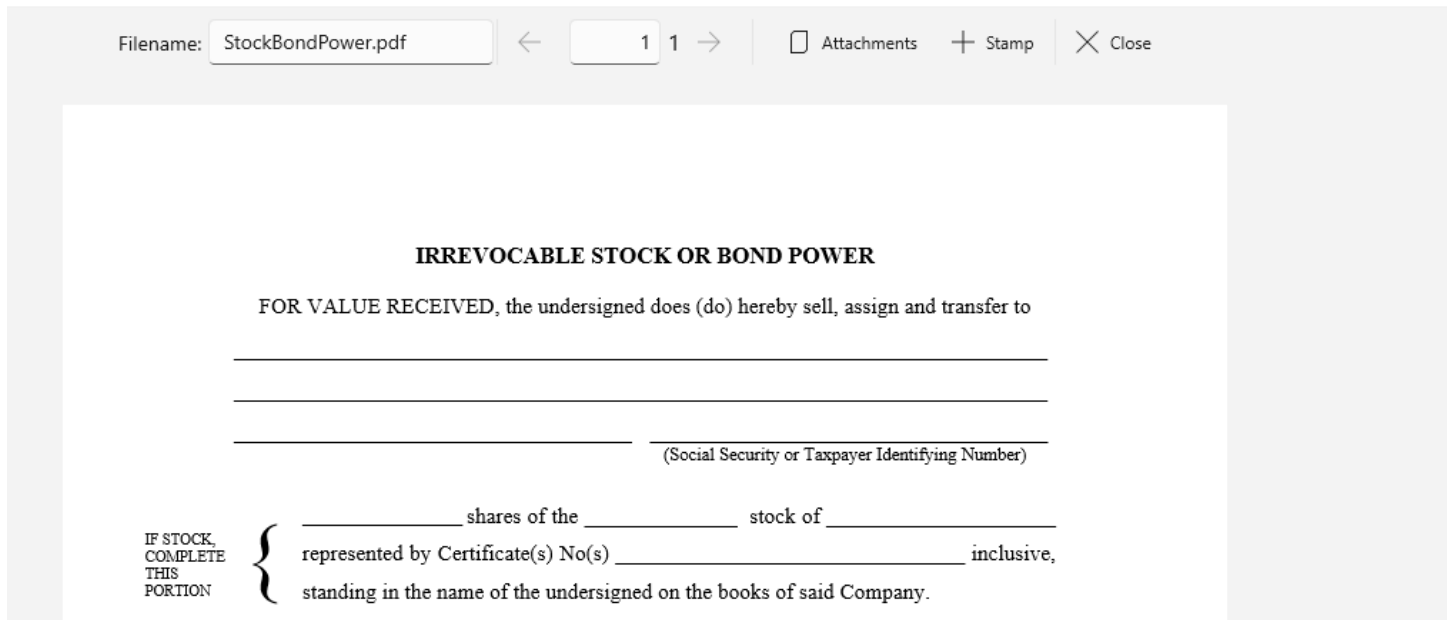 Filename: StockBondPower.pdf 1 1 Attachments Stamp Close
IRREVOCABLE STOCK OR BOND POWER
FOR VALUE RECEIVED, the undersigned does (do) hereby sell, assign and transfer to
(Social Security or Taxpayer Identifying Number)
IF STOCK,
COMPLETE
THIS
PORTION
shares of the stock of
represented by Certificate(s) No(s) inclusive,
standing in the name of the undersigned on the books of said Company.